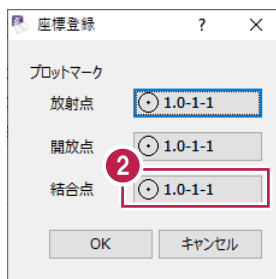 座標登録 ? ×
プロットマーク
放射点 1.0-1-1
開放点 1.0-1-1
2
結合点 1.0-1-1
OK キャンセル